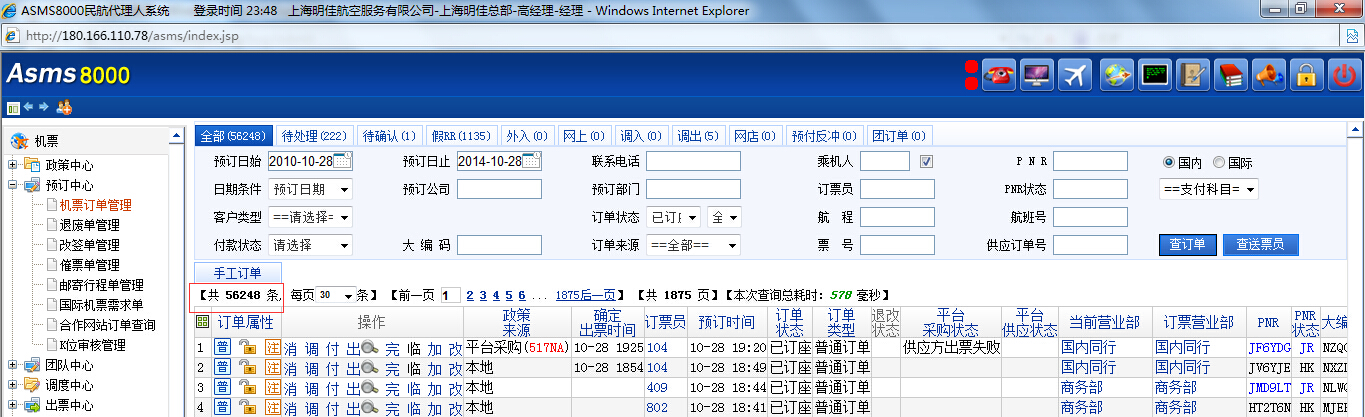 ASMS8000民航代理人系统 登录时间 23:48 上海明佳航空服务有限公司-上海明佳总部-高经理-经理 - Windows Internet Explorer
http://180.166.110.78/asms/index.jsp
Asms 8000
机票
政策中心
预订中心
机票订单管理
退废单管理
改签单管理
催票单管理
邮寄行程单管理
国际机票需求单
合作网站订单查询
K位审核管理
团队中心
调度中心
出票中心
全部(56248) 待处理(222) 待确认(1) 假RR(1135) 外入(0) 网上(0) 调入(0) 调出(5) 网店(0) 预付反冲(0) 团订单(0)
预订日始 2010-10-28 预订日止 2014-10-28 联系电话 乘机人 P N R 国内 国际
日期条件 预订日期 预订公司 预订部门 订票员 PNR状态 ==支付科目=
客户类型 ==请选择= 订单状态 已订 全 航 程 航班号
付款状态 请选择 大 编 码 订单来源 ==全部== 票 号 供应订单号 查订单 查送票员
手工订单
【共 56248 条, 每页 30 条】【前一页 1 2 3 4 5 6 ... 1875后一页】【共 1875 页】【本次查询总耗时: 578 毫秒】
订单属性 操作 政策来源 确定出票时间 订票员 预订时间 订单状态 订单类型 退改状态 平台采购状态 平台供应状态 当前营业部 订票营业部 PNR PNR状态 大编
1 普 注 消 调 付 出 完 临 加 改 平台采购(517NA) 10-28 1925 104 10-28 19:20 已订座 普通订单 供应方出票失败 国内同行 国内同行 JF6YDG JR NZQ
2 普 注 消 调 付 出 完 临 加 改 本地 10-28 1854 104 10-28 18:49 已订座 普通订单 国内同行 国内同行 JV6YJE HK NXZ
3 普 注 消 调 付 出 完 临 加 改 本地 409 10-28 18:44 已订座 普通订单 商务部 商务部 JMD9LT JR NLW
4 普 注 消 调 付 出 完 临 加 改 本地 802 10-28 18:41 已订座 普通订单 商务部 商务部 HT2T6N HK MJE